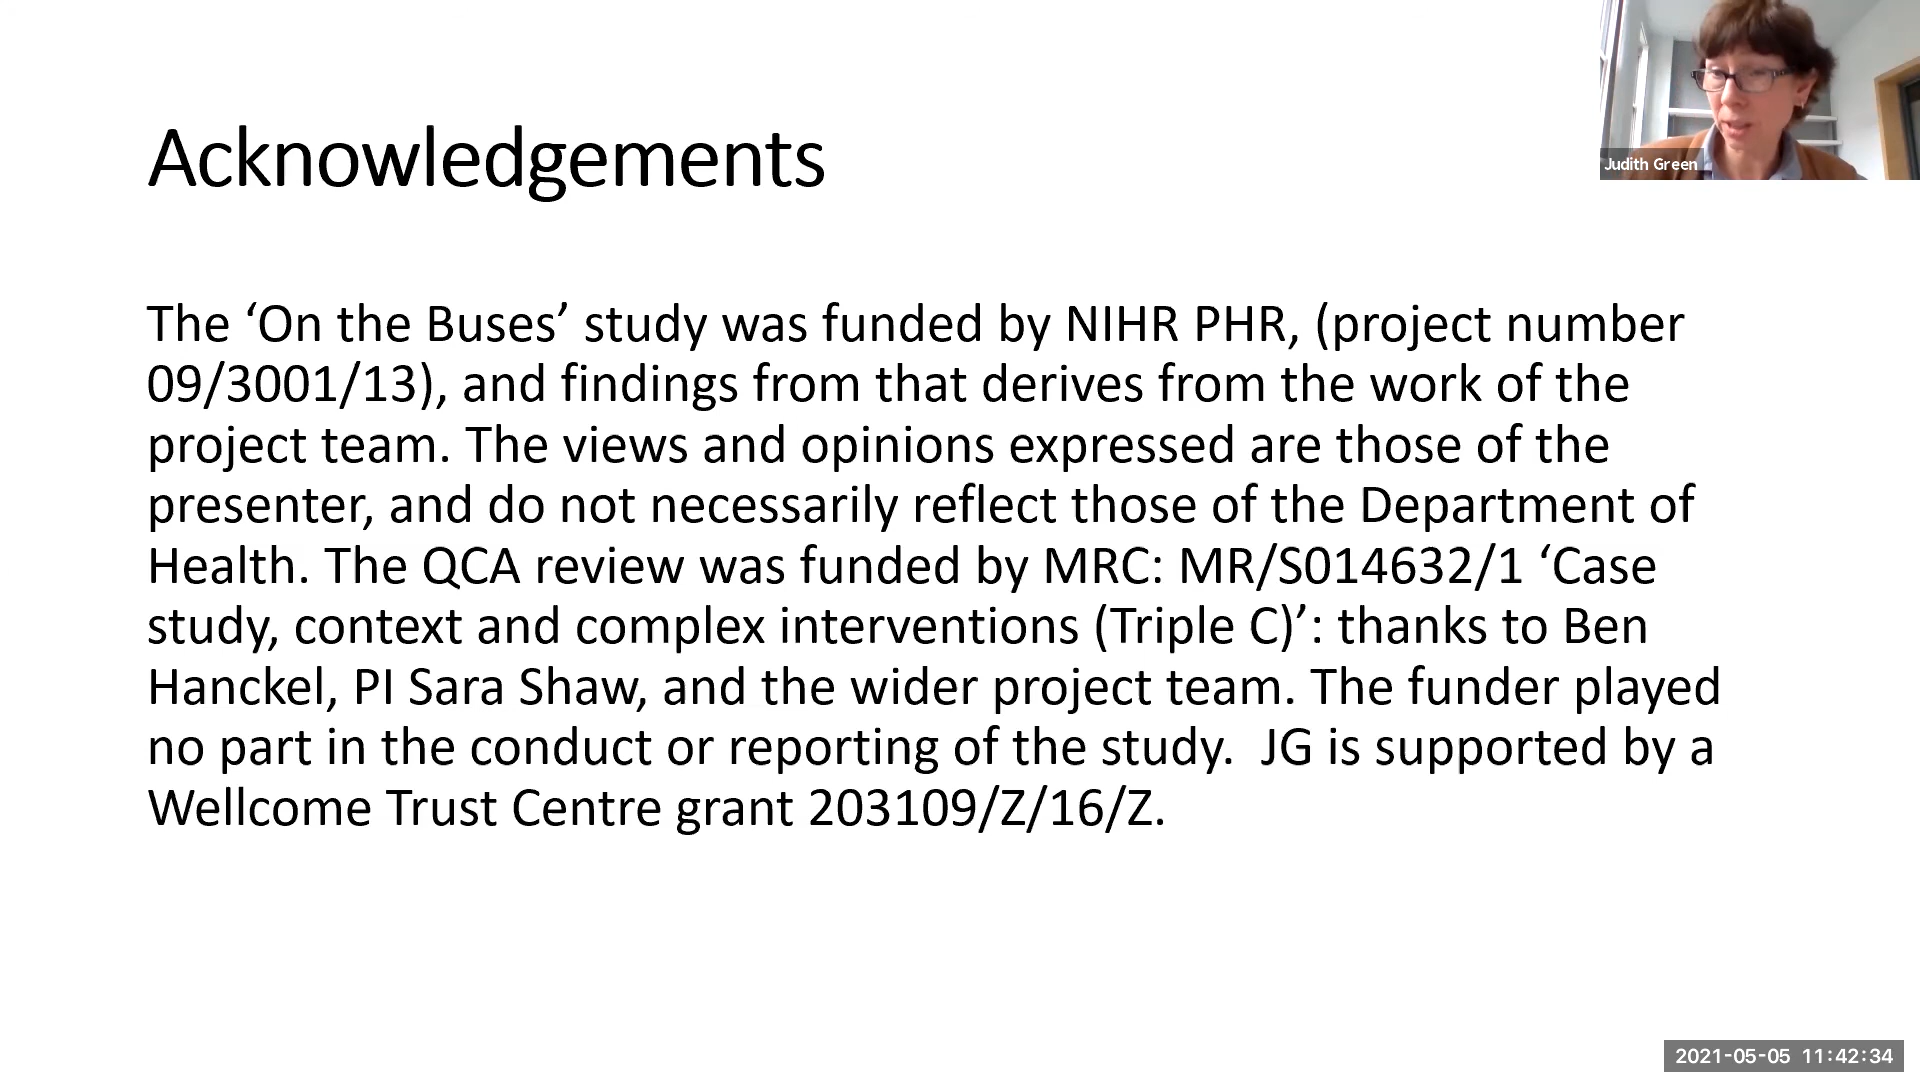 Judith Green
Acknowledgements
The ‘On the Buses’ study was funded by NIHR PHR, (project number
09/3001/13), and findings from that derives from the work of the
project team. The views and opinions expressed are those of the
presenter, and do not necessarily reflect those of the Department of
Health. The QCA review was funded by MRC: MR/S014632/1 ‘Case
study, context and complex interventions (Triple C)’: thanks to Ben
Hanckel, PI Sara Shaw, and the wider project team. The funder played
no part in the conduct or reporting of the study.  JG is supported by a
Wellcome Trust Centre grant 203109/Z/16/Z.
2021-05-05 11:42:34